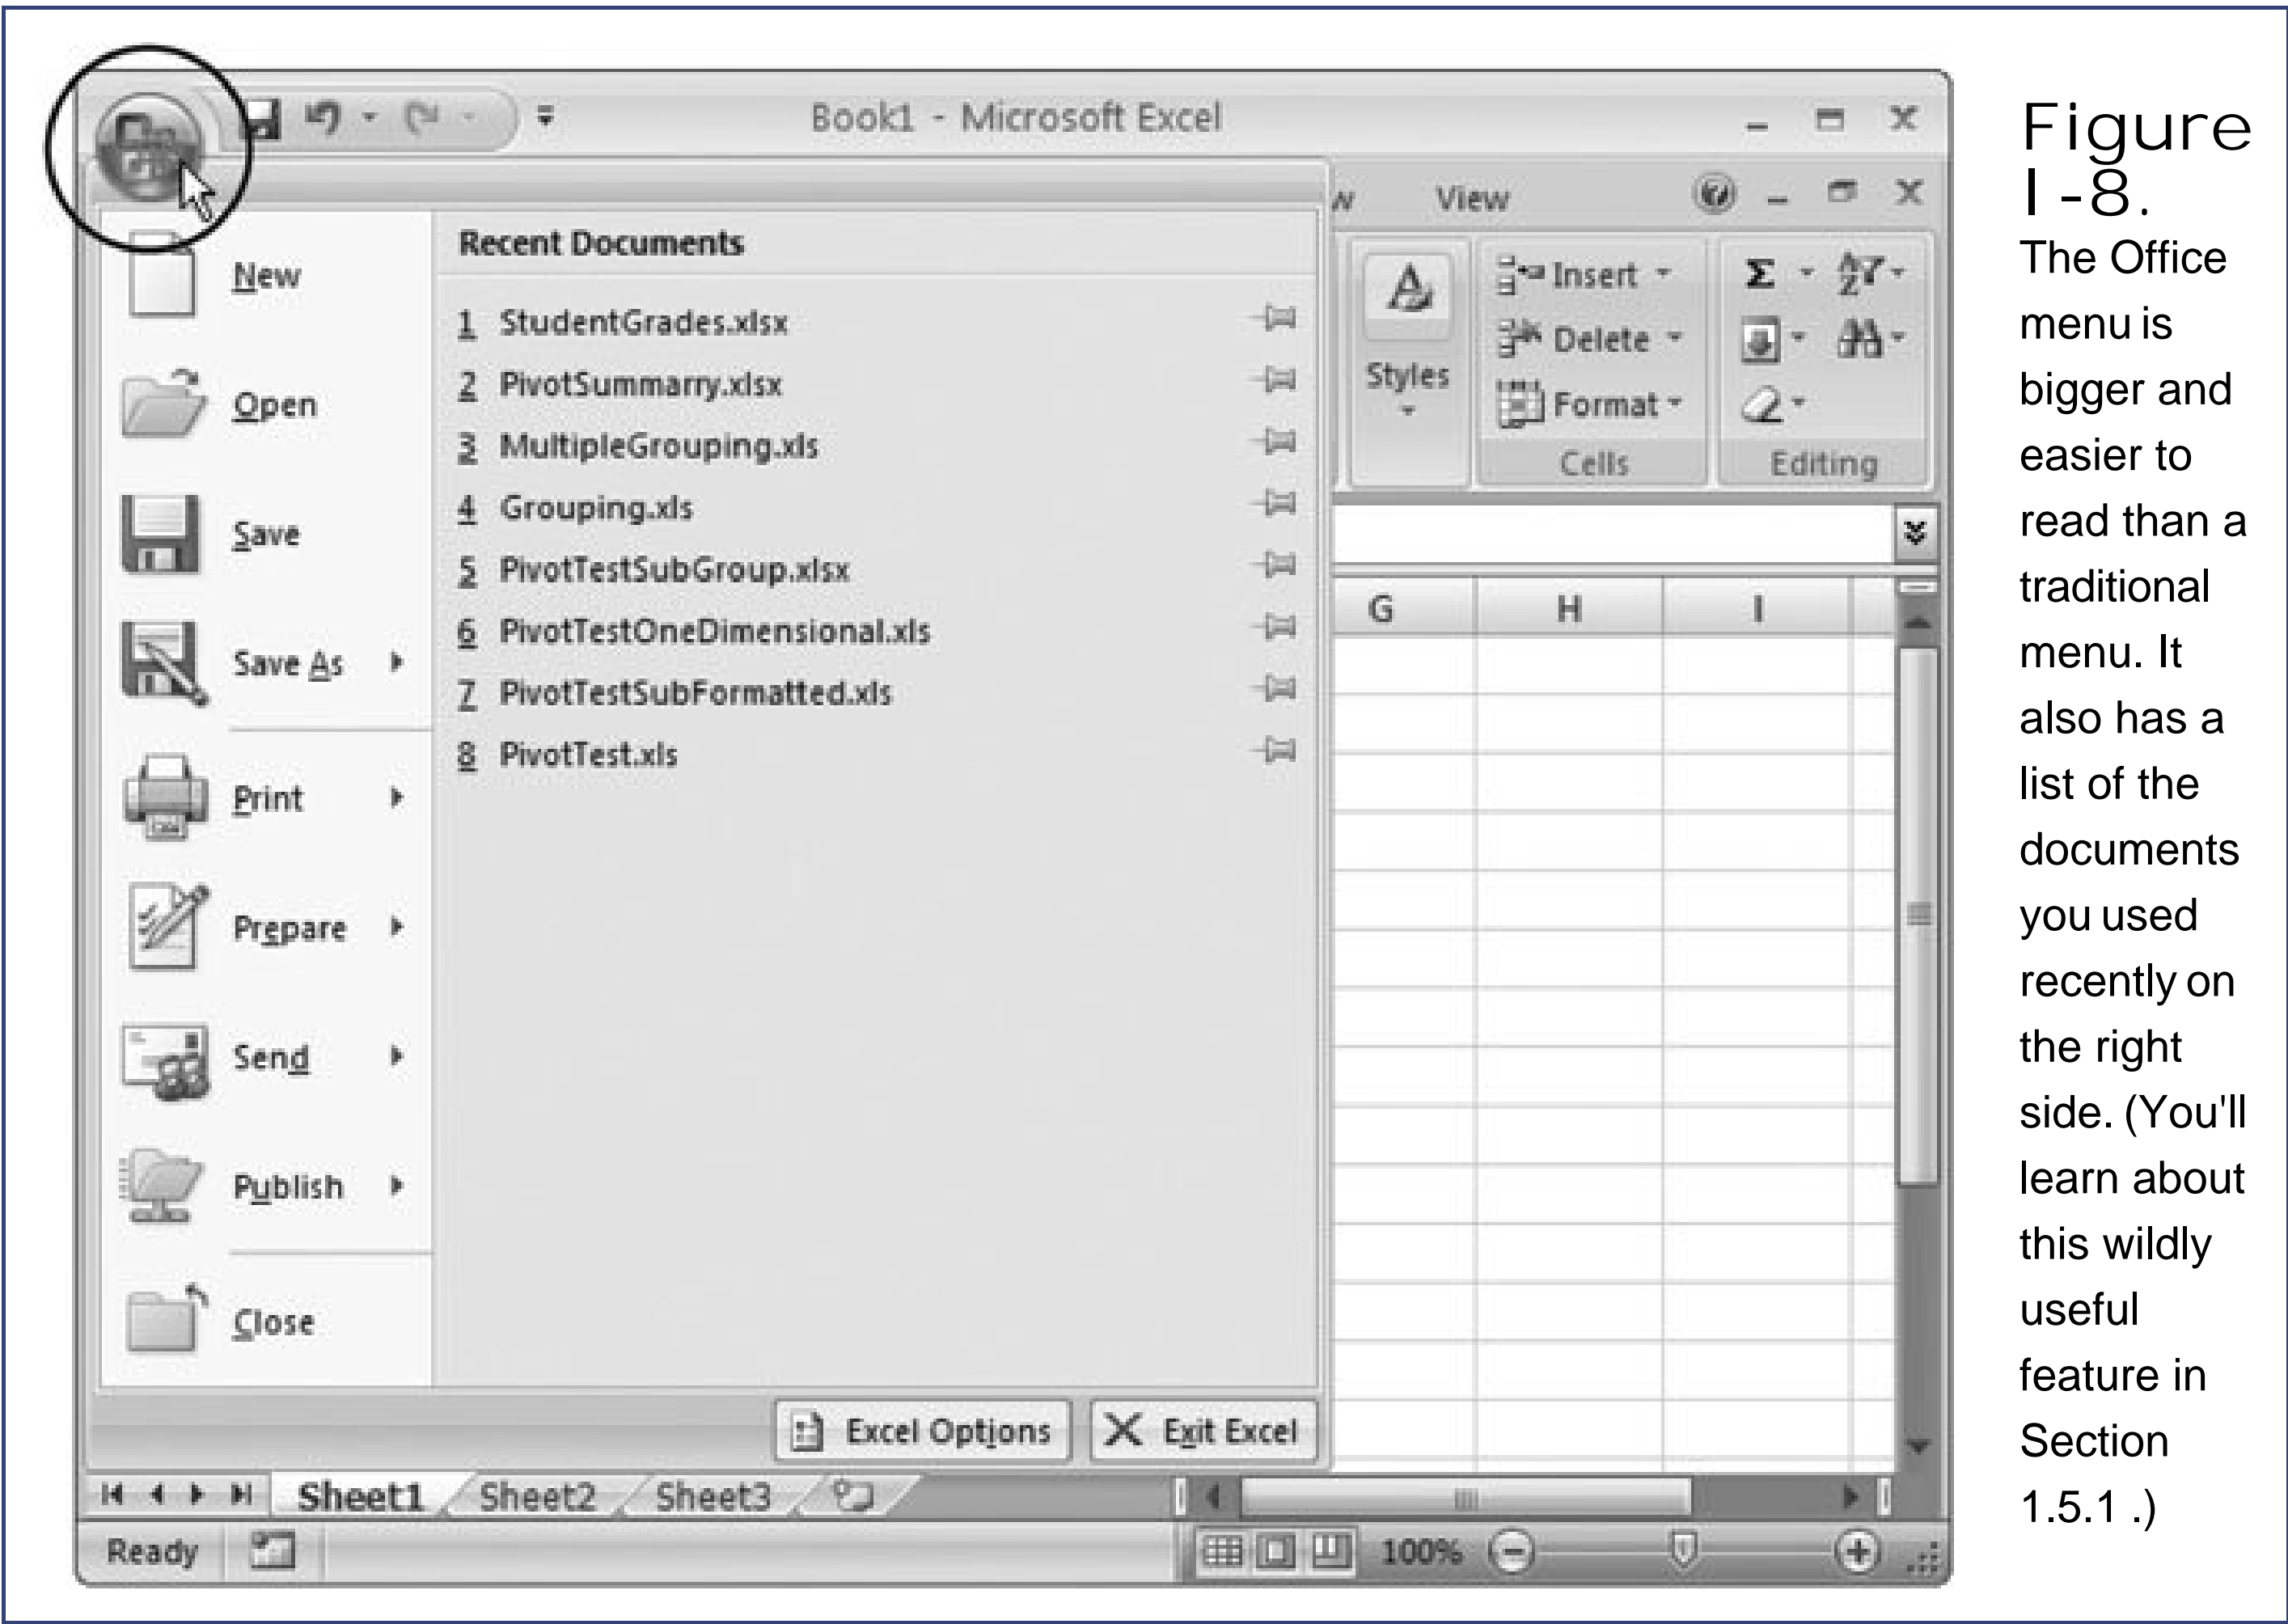 Book1 - Microsoft Excel
View
New
Open
Save
Save As
Print
Prepare
Send
Publish
Close
Recent Documents
1 StudentGrades.xlsx
2 PivotSummarry.xlsx
3 MultipleGrouping.xls
4 Grouping.xls
5 PivotTestSubGroup.xlsx
6 PivotTestOneDimensional.xls
7 PivotTestSubFormatted.xls
8 PivotTest.xls
Excel Options
Exit Excel
Styles
Insert
Delete
Format
Cells
Editing
G H I
Sheet1 Sheet2 Sheet3
Ready
100%
Figure
I-8.
The Office
menu is
bigger and
easier to
read than a
traditional
menu. It
also has a
list of the
documents
you used
recently on
the right
side. (You'll
learn about
this wildly
useful
feature in
Section
1.5.1 .)